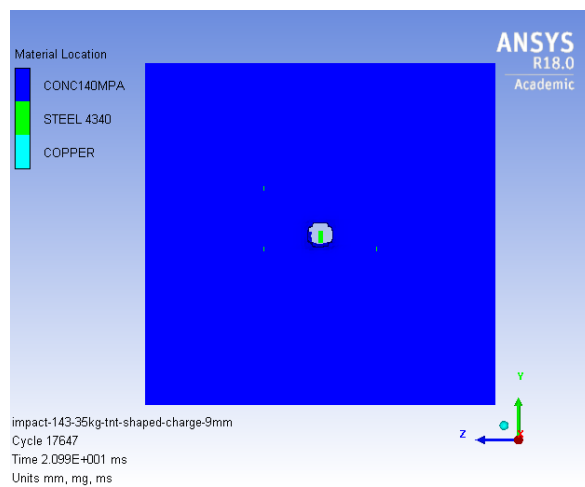 Material Location
CONC140MPA
STEEL 4340
COPPER
ANSYS
R18.0
Academic
impact-143-35kg-tnt-shaped-charge-9mm
Cycle 17647
Time 2.099E+001 ms
Units mm, mg, ms
Y
Z
X